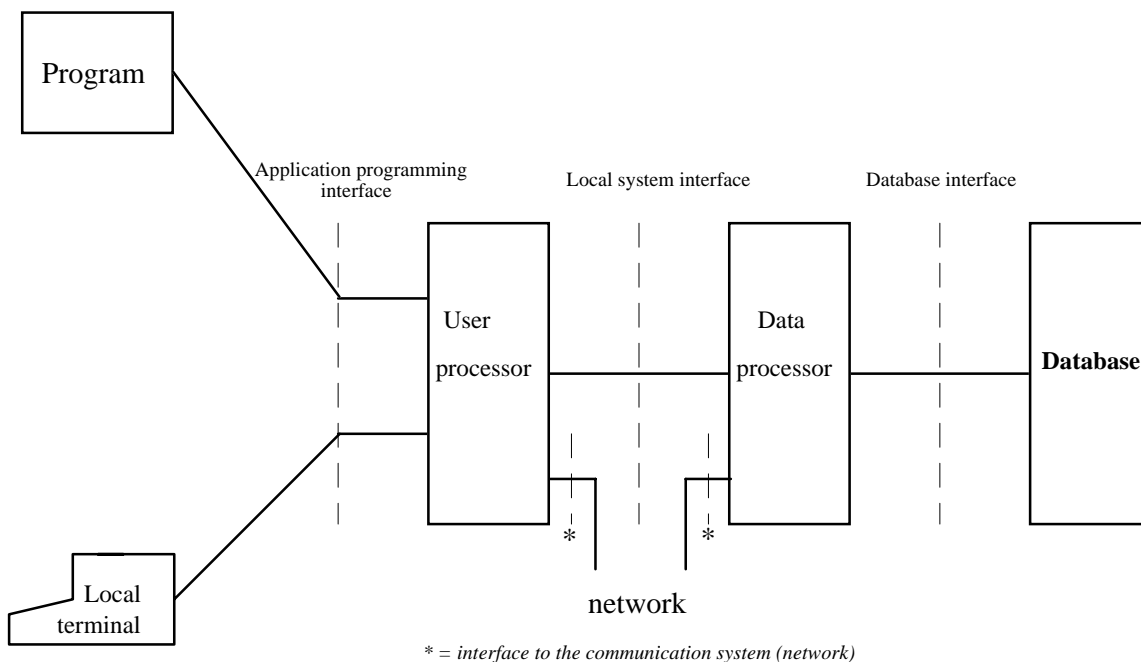 Program
Application programming
interface
Local system interface
Database interface
User
processor
Data
processor
Database
*
*
Local
terminal
network
* = interface to the communication system (network)